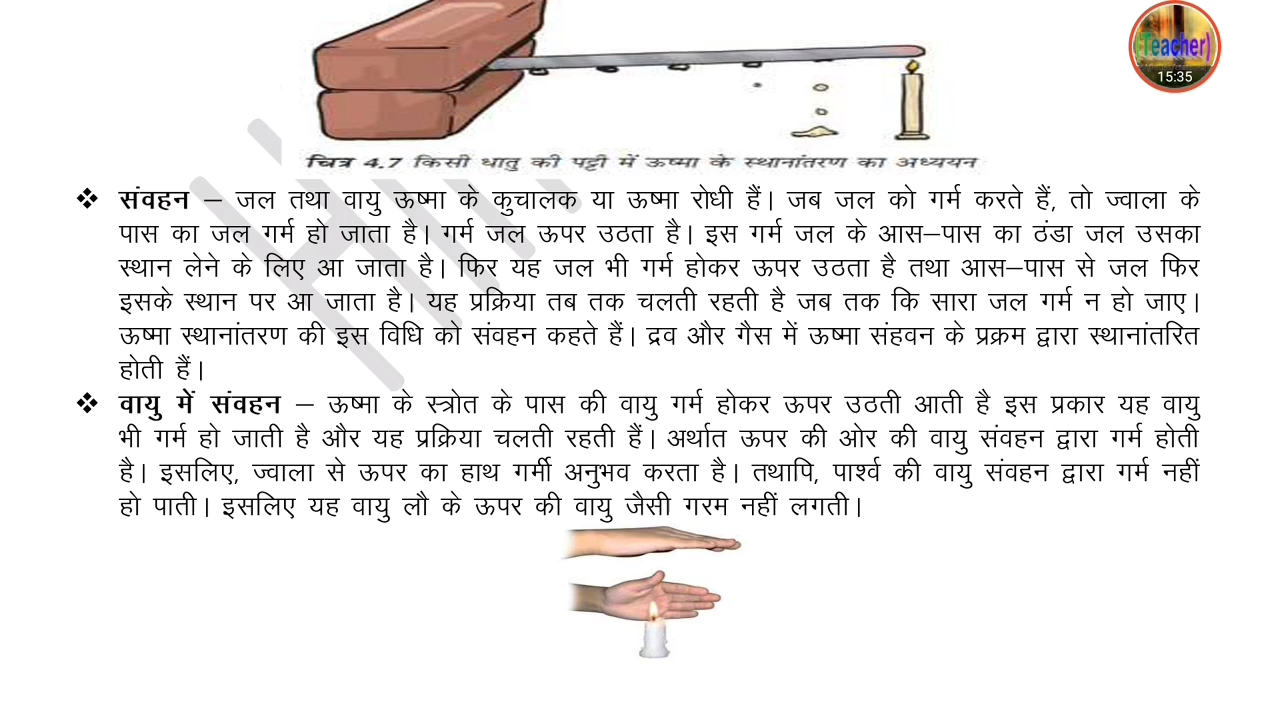 (Teacher)
15:35
चित्र 4.7 किसी धातु की पट्टी में ऊष्मा के स्थानांतरण का अध्ययन
❖ संवहन – जल तथा वायु ऊष्मा के कुचालक या ऊष्मा रोधी हैं। जब जल को गर्म करते हैं, तो ज्वाला के
पास का जल गर्म हो जाता है। गर्म जल ऊपर उठता है। इस गर्म जल के आस–पास का ठंडा जल उसका
स्थान लेने के लिए आ जाता है। फिर यह जल भी गर्म होकर ऊपर उठता है तथा आस–पास से जल फिर
इसके स्थान पर आ जाता है। यह प्रक्रिया तब तक चलती रहती है जब तक कि सारा जल गर्म न हो जाए।
ऊष्मा स्थानांतरण की इस विधि को संवहन कहते हैं। द्रव और गैस में ऊष्मा संहवन के प्रक्रम द्वारा स्थानांतरित
होती हैं।
❖ वायु में संवहन – ऊष्मा के स्त्रोत के पास की वायु गर्म होकर ऊपर उठती आती है इस प्रकार यह वायु
भी गर्म हो जाती है और यह प्रक्रिया चलती रहती हैं। अर्थात ऊपर की ओर की वायु संवहन द्वारा गर्म होती
है। इसलिए, ज्वाला से ऊपर का हाथ गर्मी अनुभव करता है। तथापि, पार्श्व की वायु संवहन द्वारा गर्म नहीं
हो पाती। इसलिए यह वायु लौ के ऊपर की वायु जैसी गरम नहीं लगती।